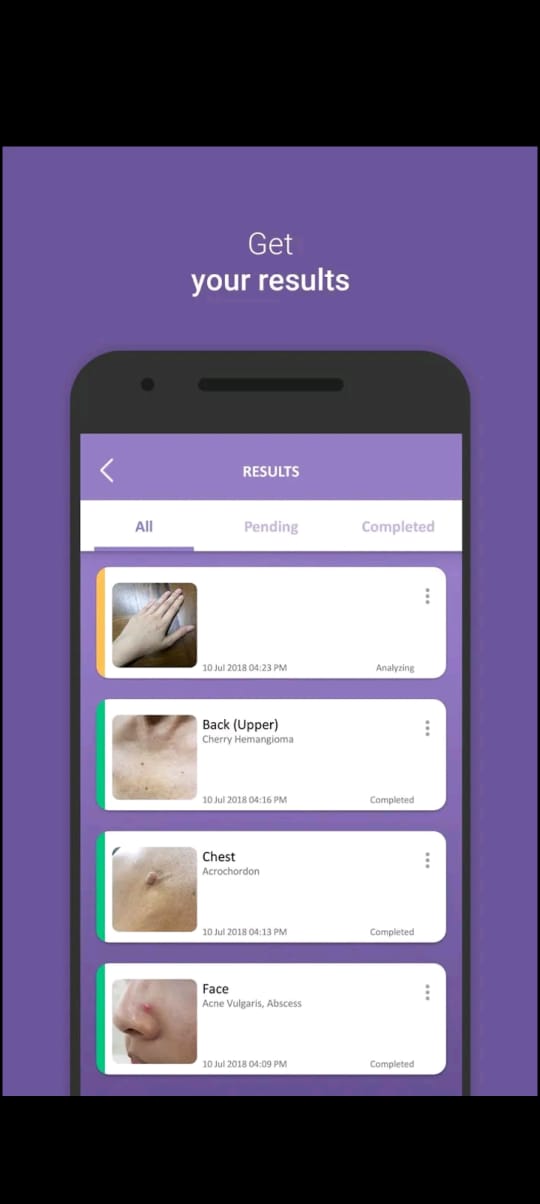 Get
your results
RESULTS
All Pending Completed
10 Jul 2018 04:23 PM Analyzing
Back (Upper)
Cherry Hemangioma
10 Jul 2018 04:16 PM Completed
Chest
Acrochordon
10 Jul 2018 04:13 PM Completed
Face
Acne Vulgaris, Abscess
10 Jul 2018 04:09 PM Completed